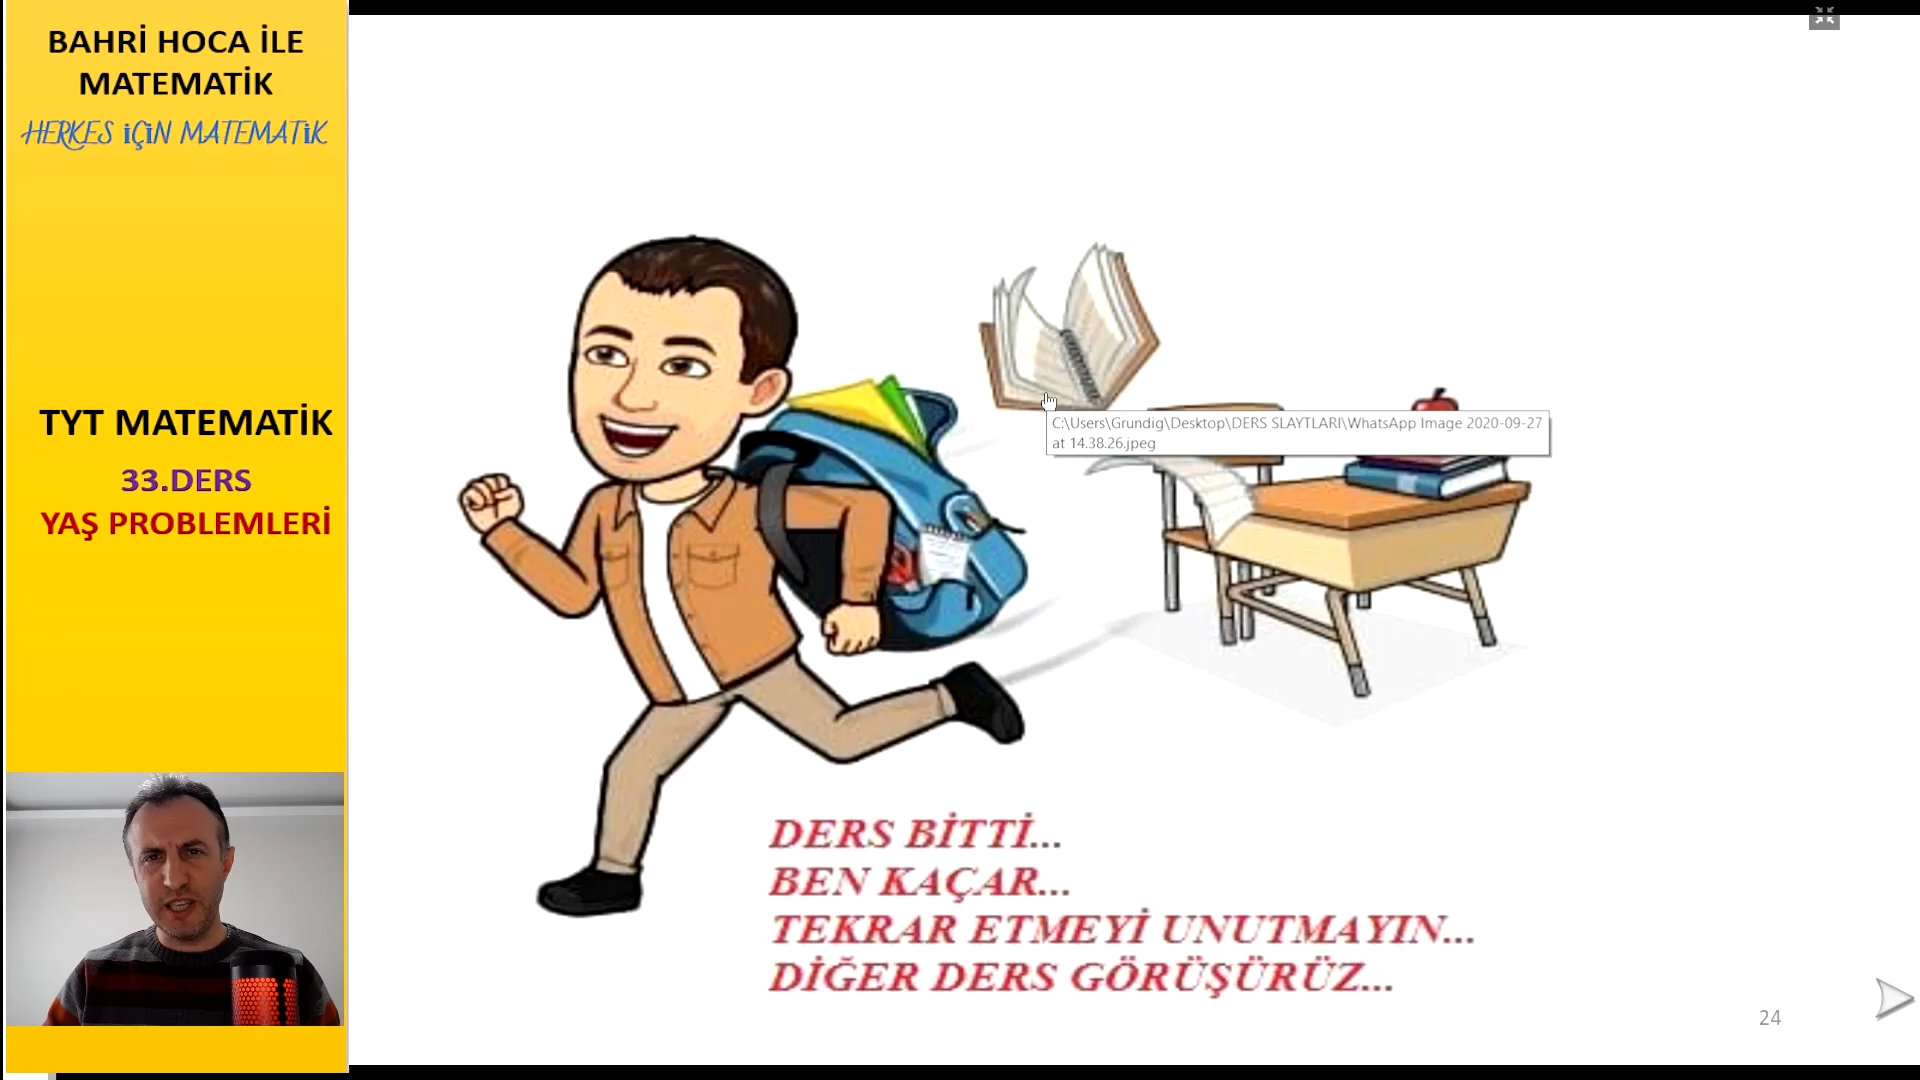 BAHRİ HOCA İLE
MATEMATİK
HERKES İÇİN MATEMATİK
TYT MATEMATİK
33.DERS
YAŞ PROBLEMLERİ
C:\Users\Grundig\Desktop\DERS SLAYTLARI\WhatsApp Image 2020-09-27
at 14.38.26.jpeg
DERS BİTTİ...
BEN KAÇAR...
TEKRAR ETMEYİ UNUTMAYIN...
DİĞER DERS GÖRÜŞÜRÜZ...
24